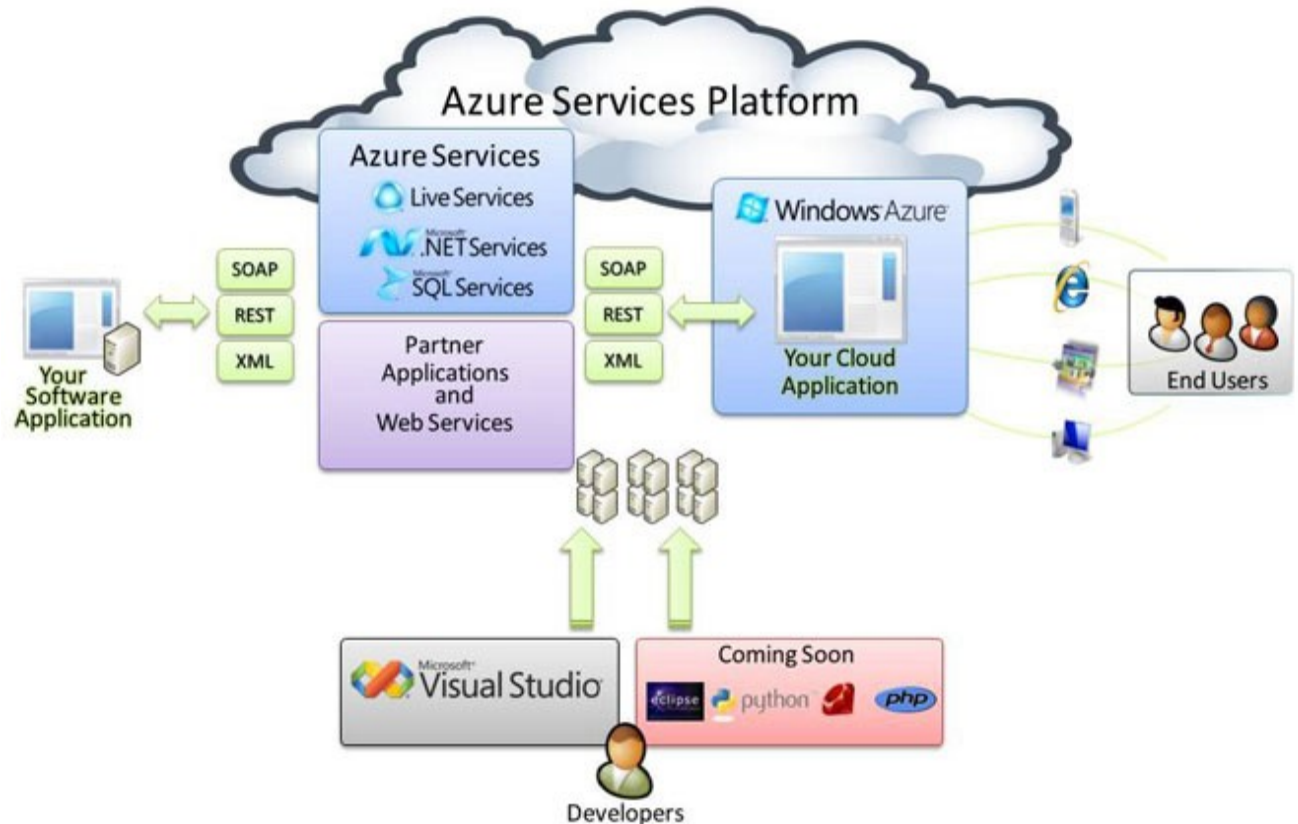 Azure Services Platform
Azure Services
Live Services
Microsoft®
.NET Services
Microsoft®
SQL Services
Windows Azure™
SOAP
REST
XML
SOAP
REST
XML
Your
Software
Application
Partner
Applications
and
Web Services
Your Cloud
Application
End Users
Microsoft®
Visual Studio®
Coming Soon
eclipse
python™
php
Developers